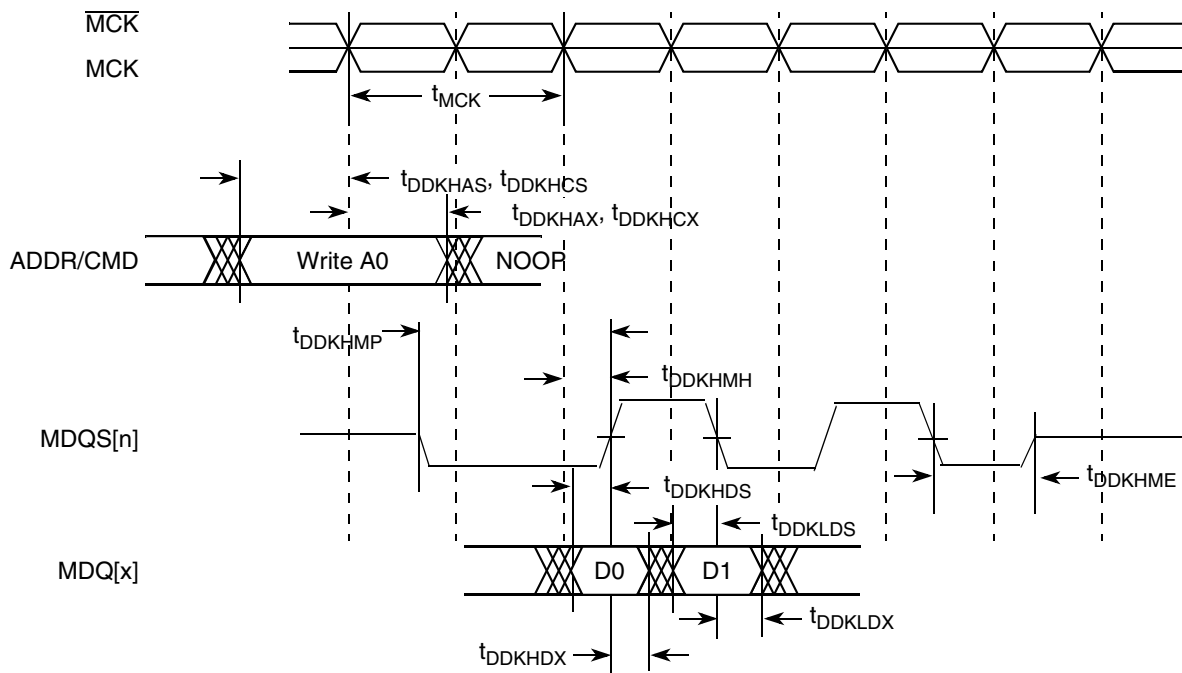 MCK
MCK
tMCK
tDDKHAS, tDDKHCS
tDDKHAX, tDDKHCX
ADDR/CMD
Write A0
NOOP
tDDKHMP
tDDKHMH
MDQS[n]
tDDKHDS
tDDKHME
tDDKLDS
MDQ[x]
D0
D1
tDDKLDX
tDDKHDX